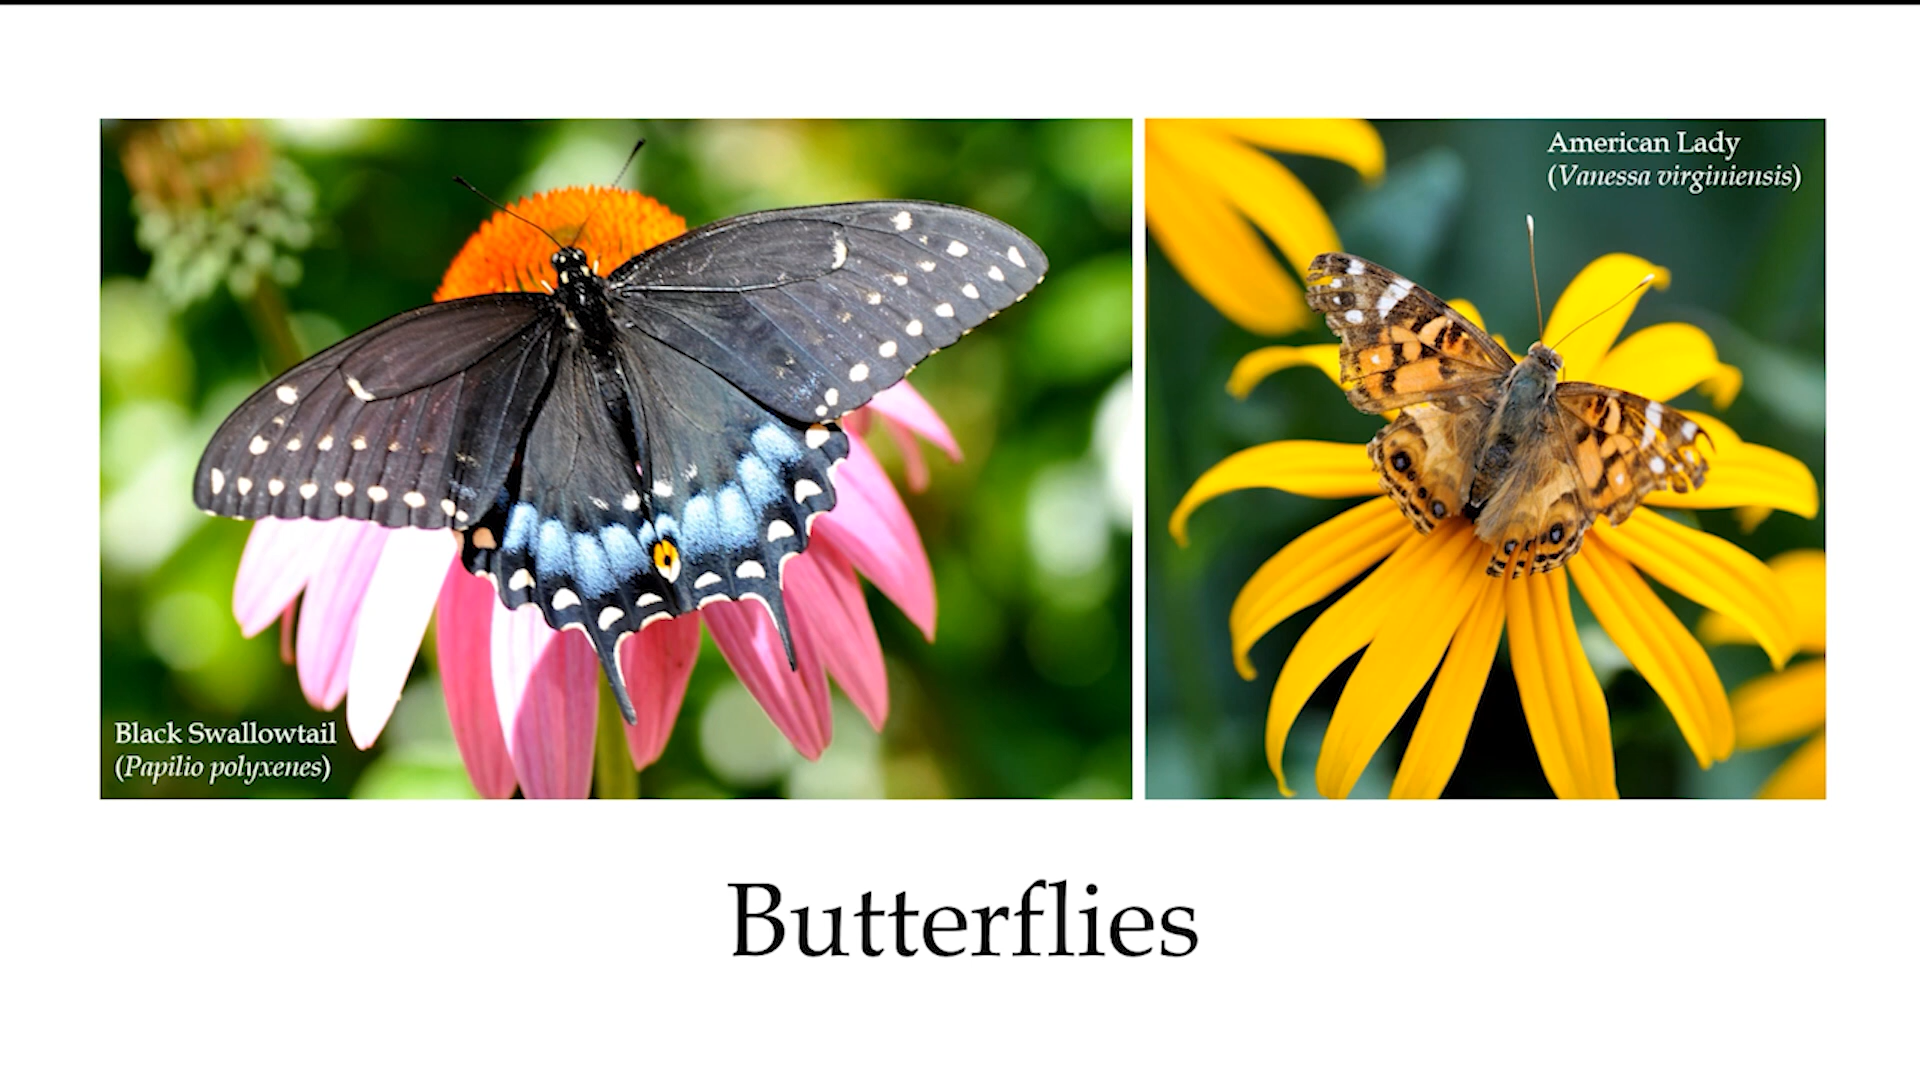 Black Swallowtail
(Papilio polyxenes)
American Lady
(Vanessa virginiensis)
Butterflies